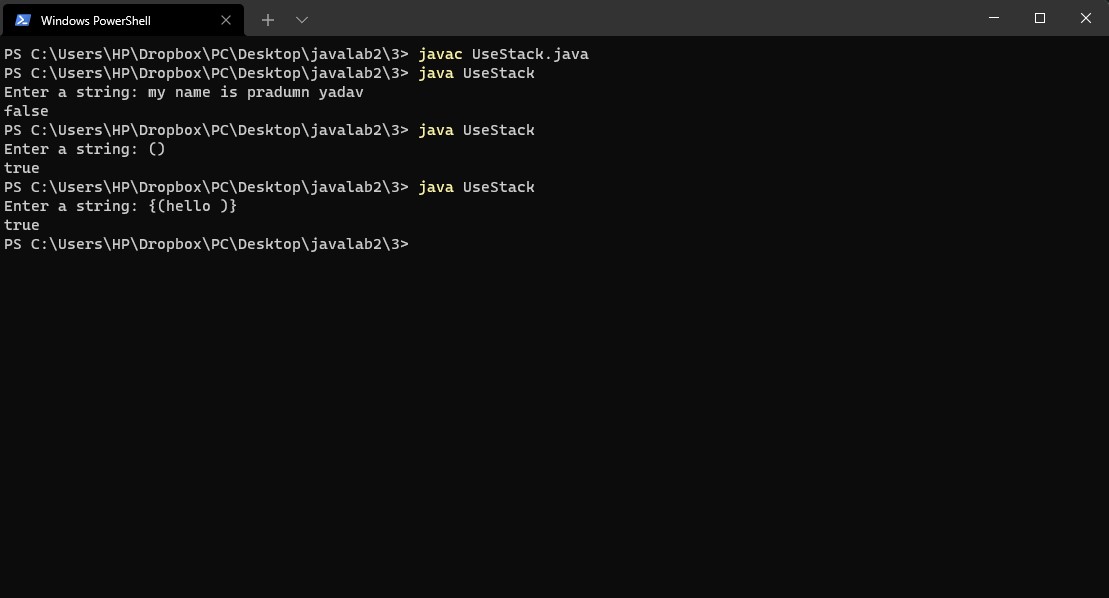 Windows PowerShell
PS C:\Users\HP\Dropbox\PC\Desktop\javalab2\3> javac UseStack.java
PS C:\Users\HP\Dropbox\PC\Desktop\javalab2\3> java UseStack
Enter a string: my name is pradumn yadav
false
PS C:\Users\HP\Dropbox\PC\Desktop\javalab2\3> java UseStack
Enter a string: ()
true
PS C:\Users\HP\Dropbox\PC\Desktop\javalab2\3> java UseStack
Enter a string: {(hello )}
true
PS C:\Users\HP\Dropbox\PC\Desktop\javalab2\3>